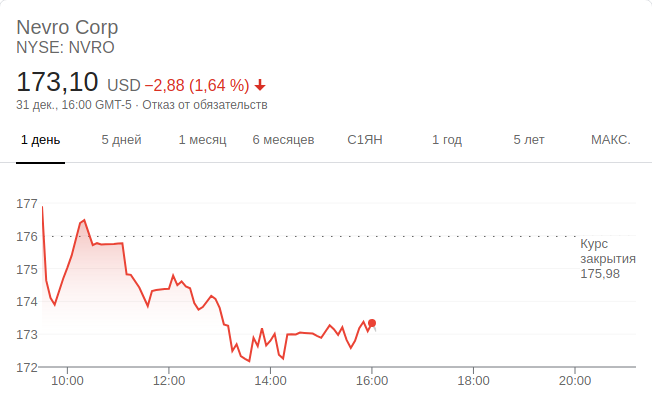 Nevro Corp
NYSE: NVRO
173,10 USD −2,88 (1,64 %)
31 дек., 16:00 GMT-5 · Отказ от обязательств
1 день 5 дней 1 месяц 6 месяцев С1ЯН 1 год 5 лет МАКС.
177
176
175
174
173
172
Курс
закрытия
175,98
10:00 12:00 14:00 16:00 18:00 20:00